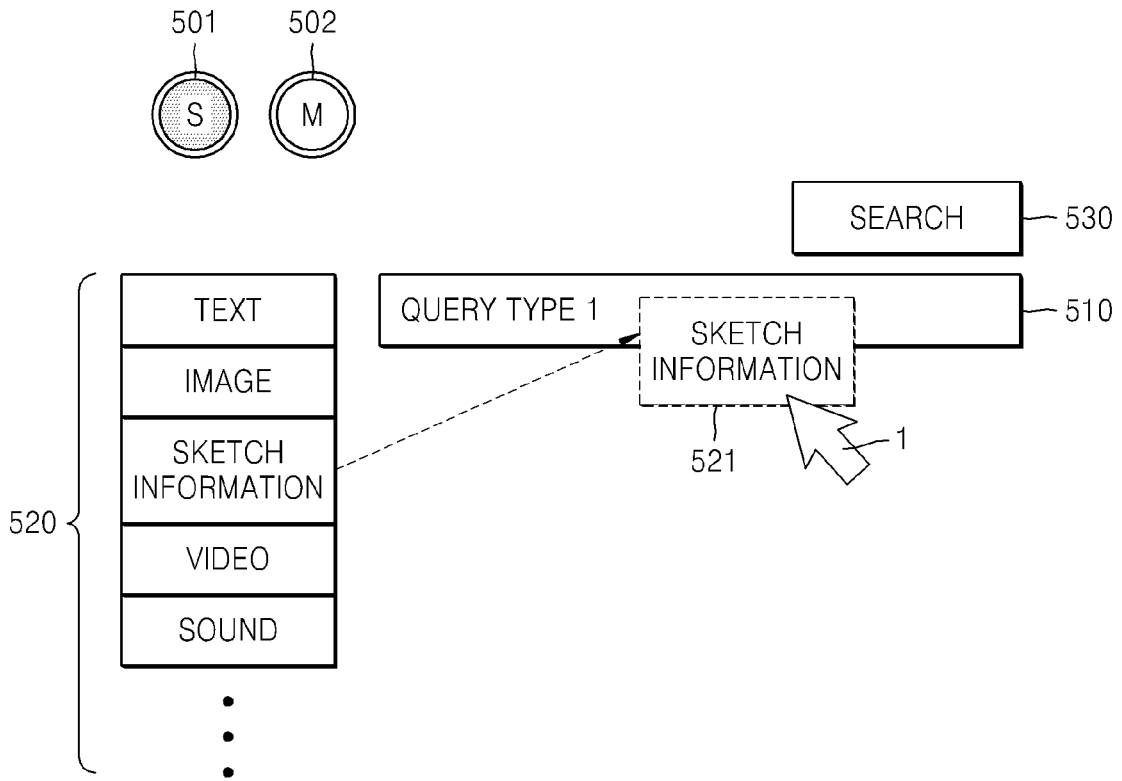 501 502
S M
SEARCH 530
TEXT QUERY TYPE 1 510
SKETCH
INFORMATION
IMAGE
521 1
SKETCH
INFORMATION
520
VIDEO
SOUND